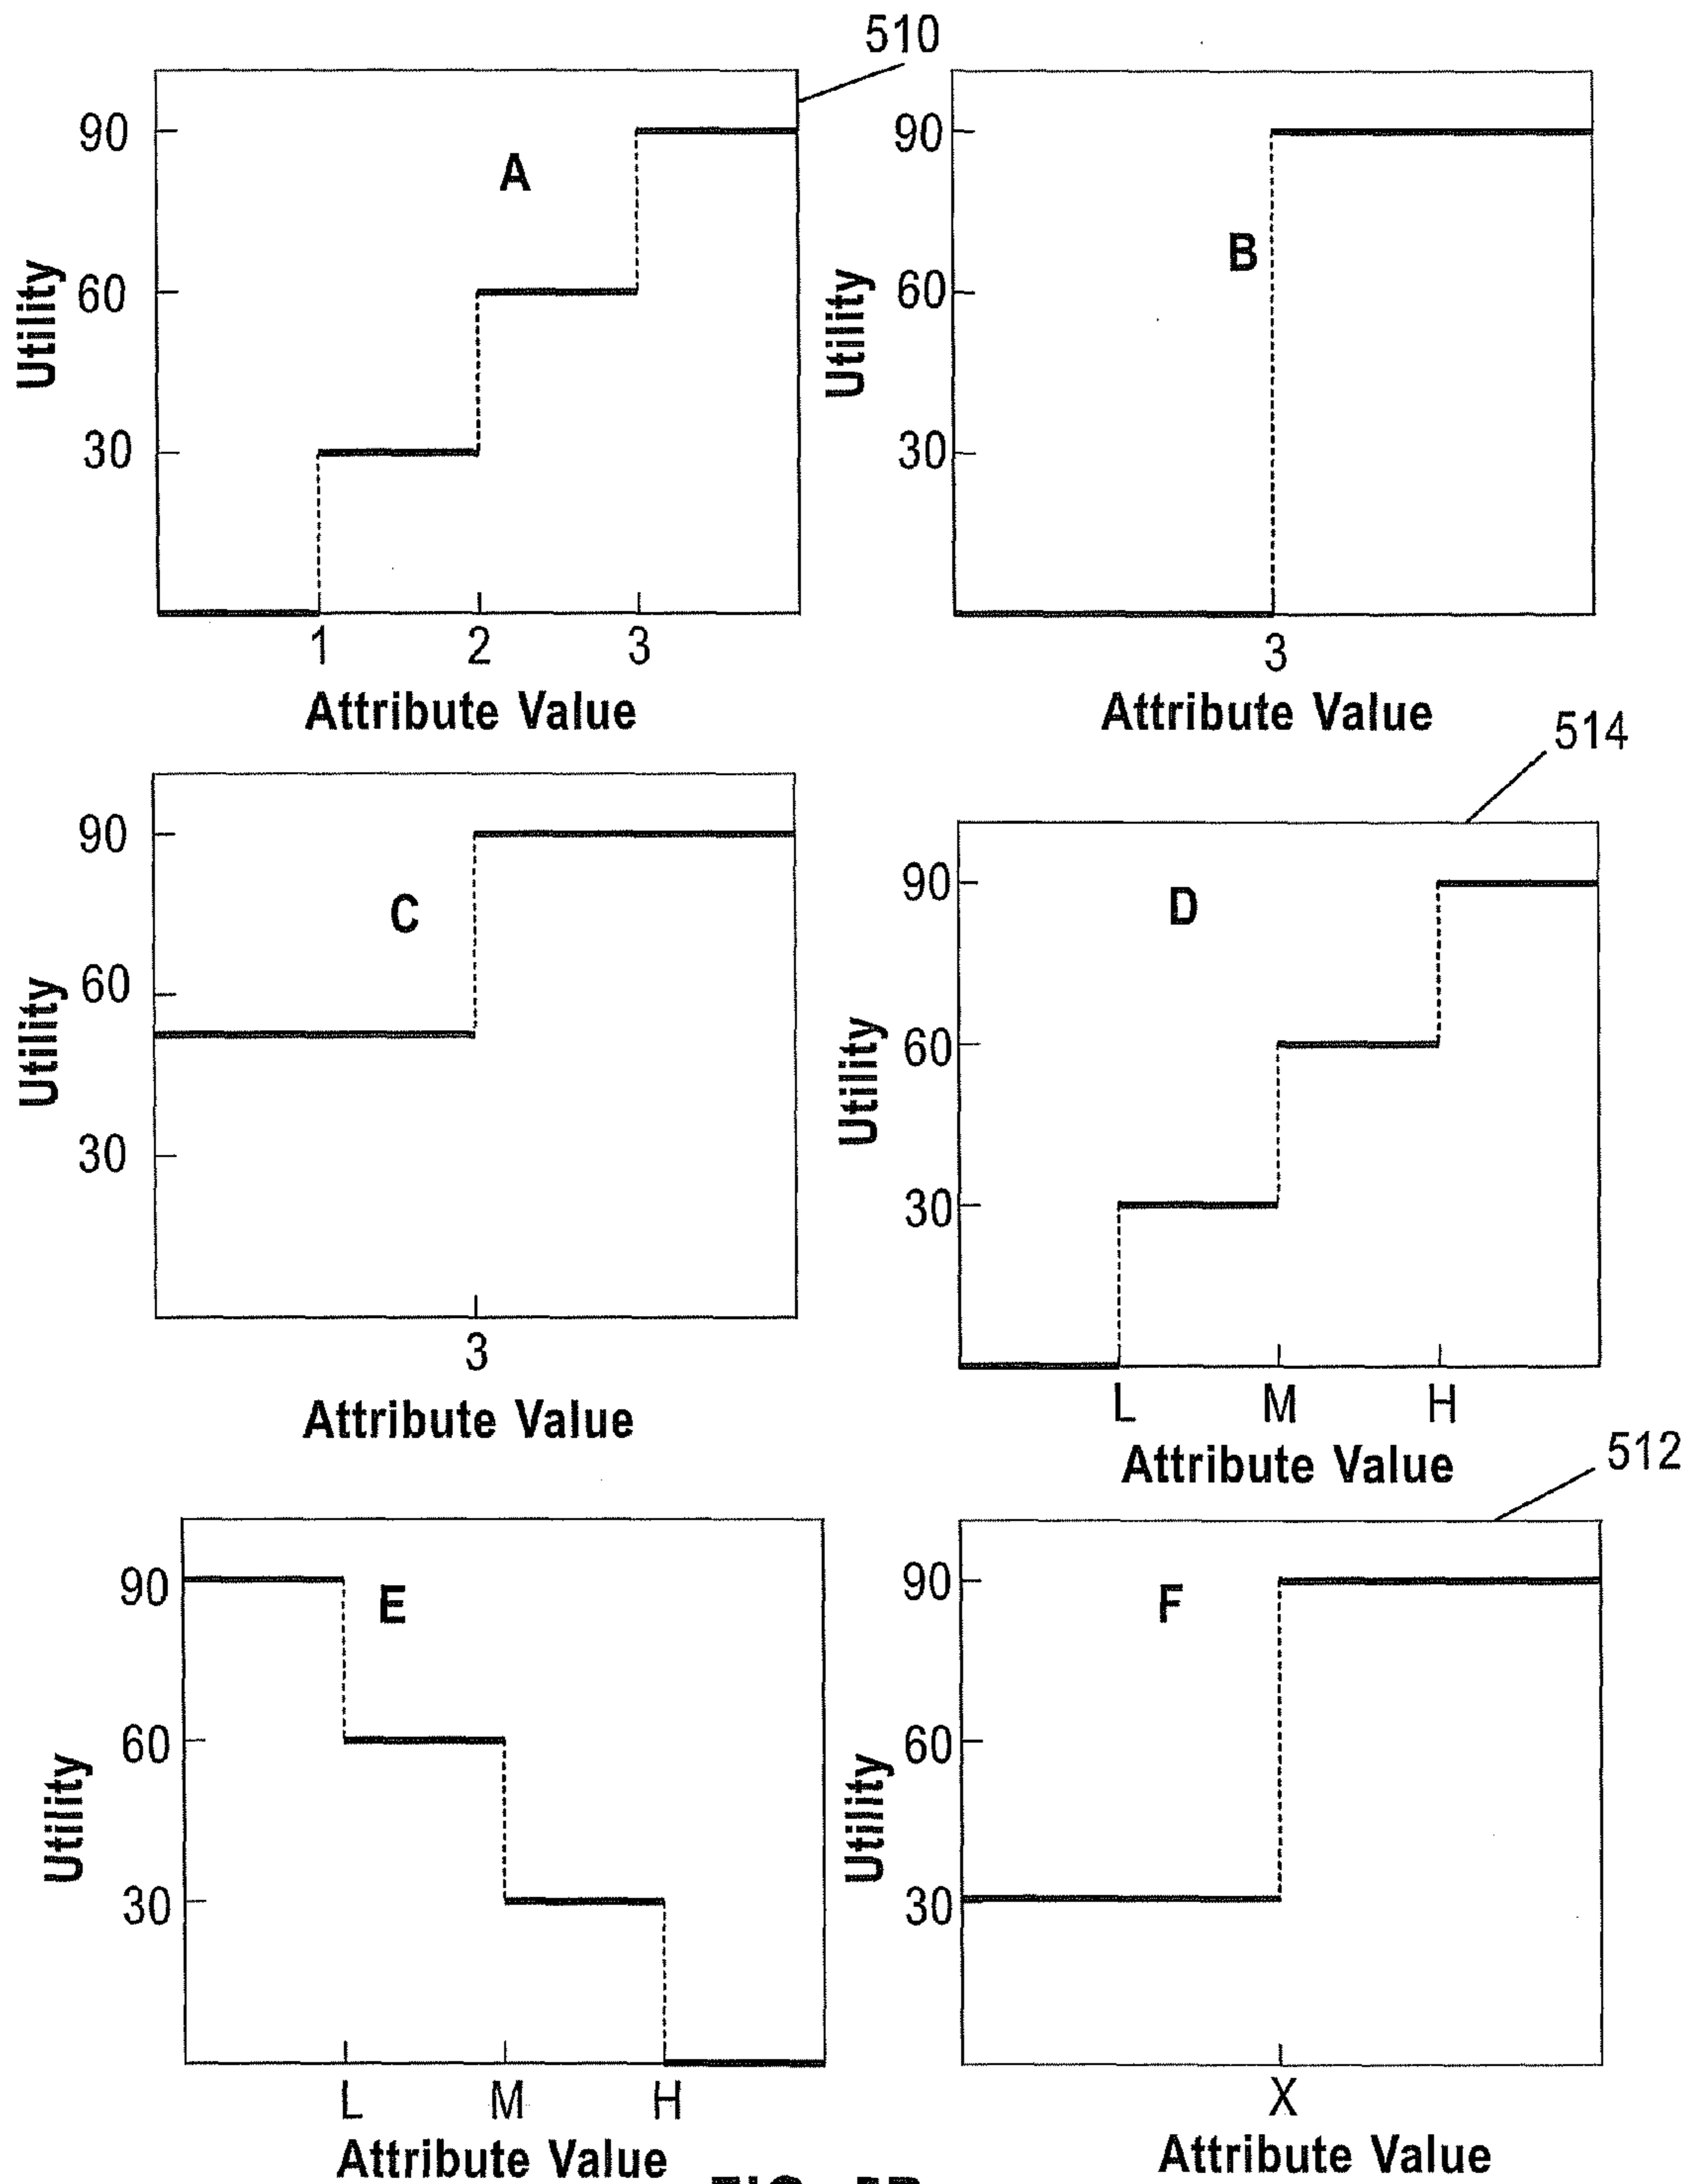 510
90
60
30
Utility
A
1 2 3
Attribute Value
90
60
30
Utility
B
3
Attribute Value
90
60
30
Utility
C
3
Attribute Value
514
90
60
30
Utility
D
L M H
Attribute Value
90
60
30
Utility
E
L M H
Attribute Value
512
90
60
30
Utility
F
X
Attribute Value